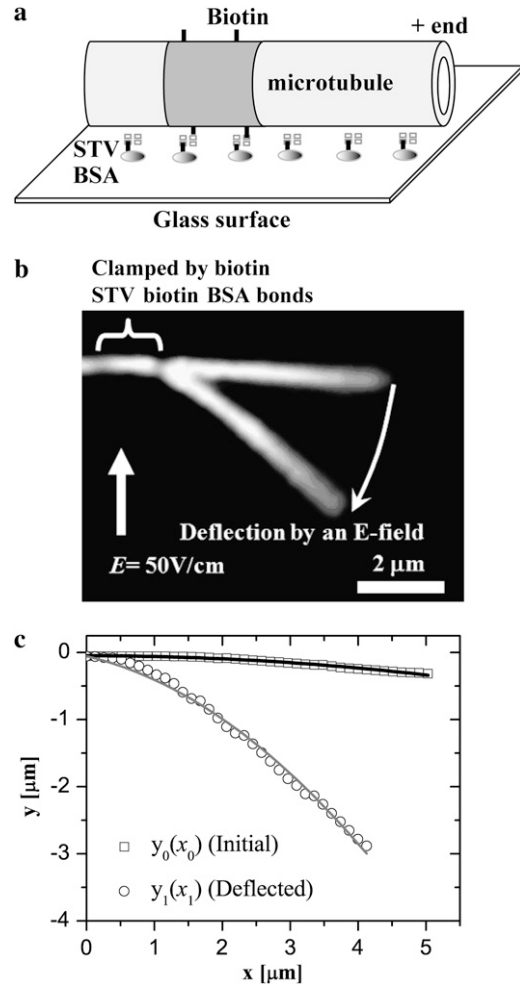 a
Biotin
+ end
microtubule
STV
BSA
Glass surface
b
Clamped by biotin
STV biotin BSA bonds
Deflection by an E-field
E= 50V/cm
2 μm
c
0
-1
-2
-3
-4
y [μm]
y₀(x₀) (Initial)
y₁(x₁) (Deflected)
0 1 2 3 4 5
x [μm]